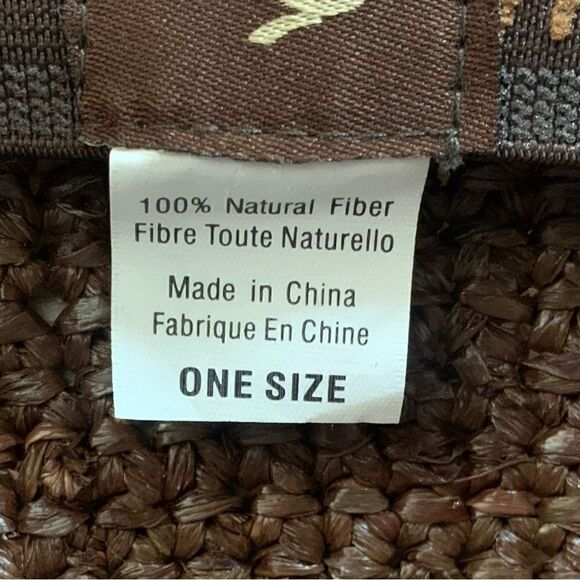 100% Natural Fiber
Fibre Toute Naturello
Made in China
Fabrique En Chine
ONE SIZE